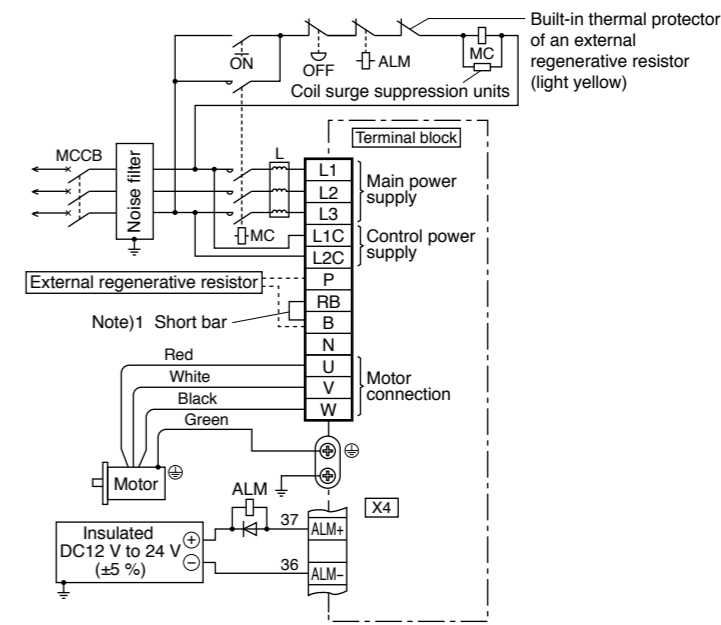 Built-in thermal protector
of an external
regenerative resistor
(light yellow)
ON
OFF
ALM
MC
Coil surge suppression units
Terminal block
MCCB
Noise filter
L
MC
L1
L2
L3
Main power
supply
L1C
L2C
Control power
supply
P
RB
B
N
U
V
W
External regenerative resistor
Note)1 Short bar
Motor
connection
Red
White
Black
Green
Motor
ALM
X4
Insulated
DC12 V to 24 V
(±5 %)
+
−
37
ALM+
36
ALM−